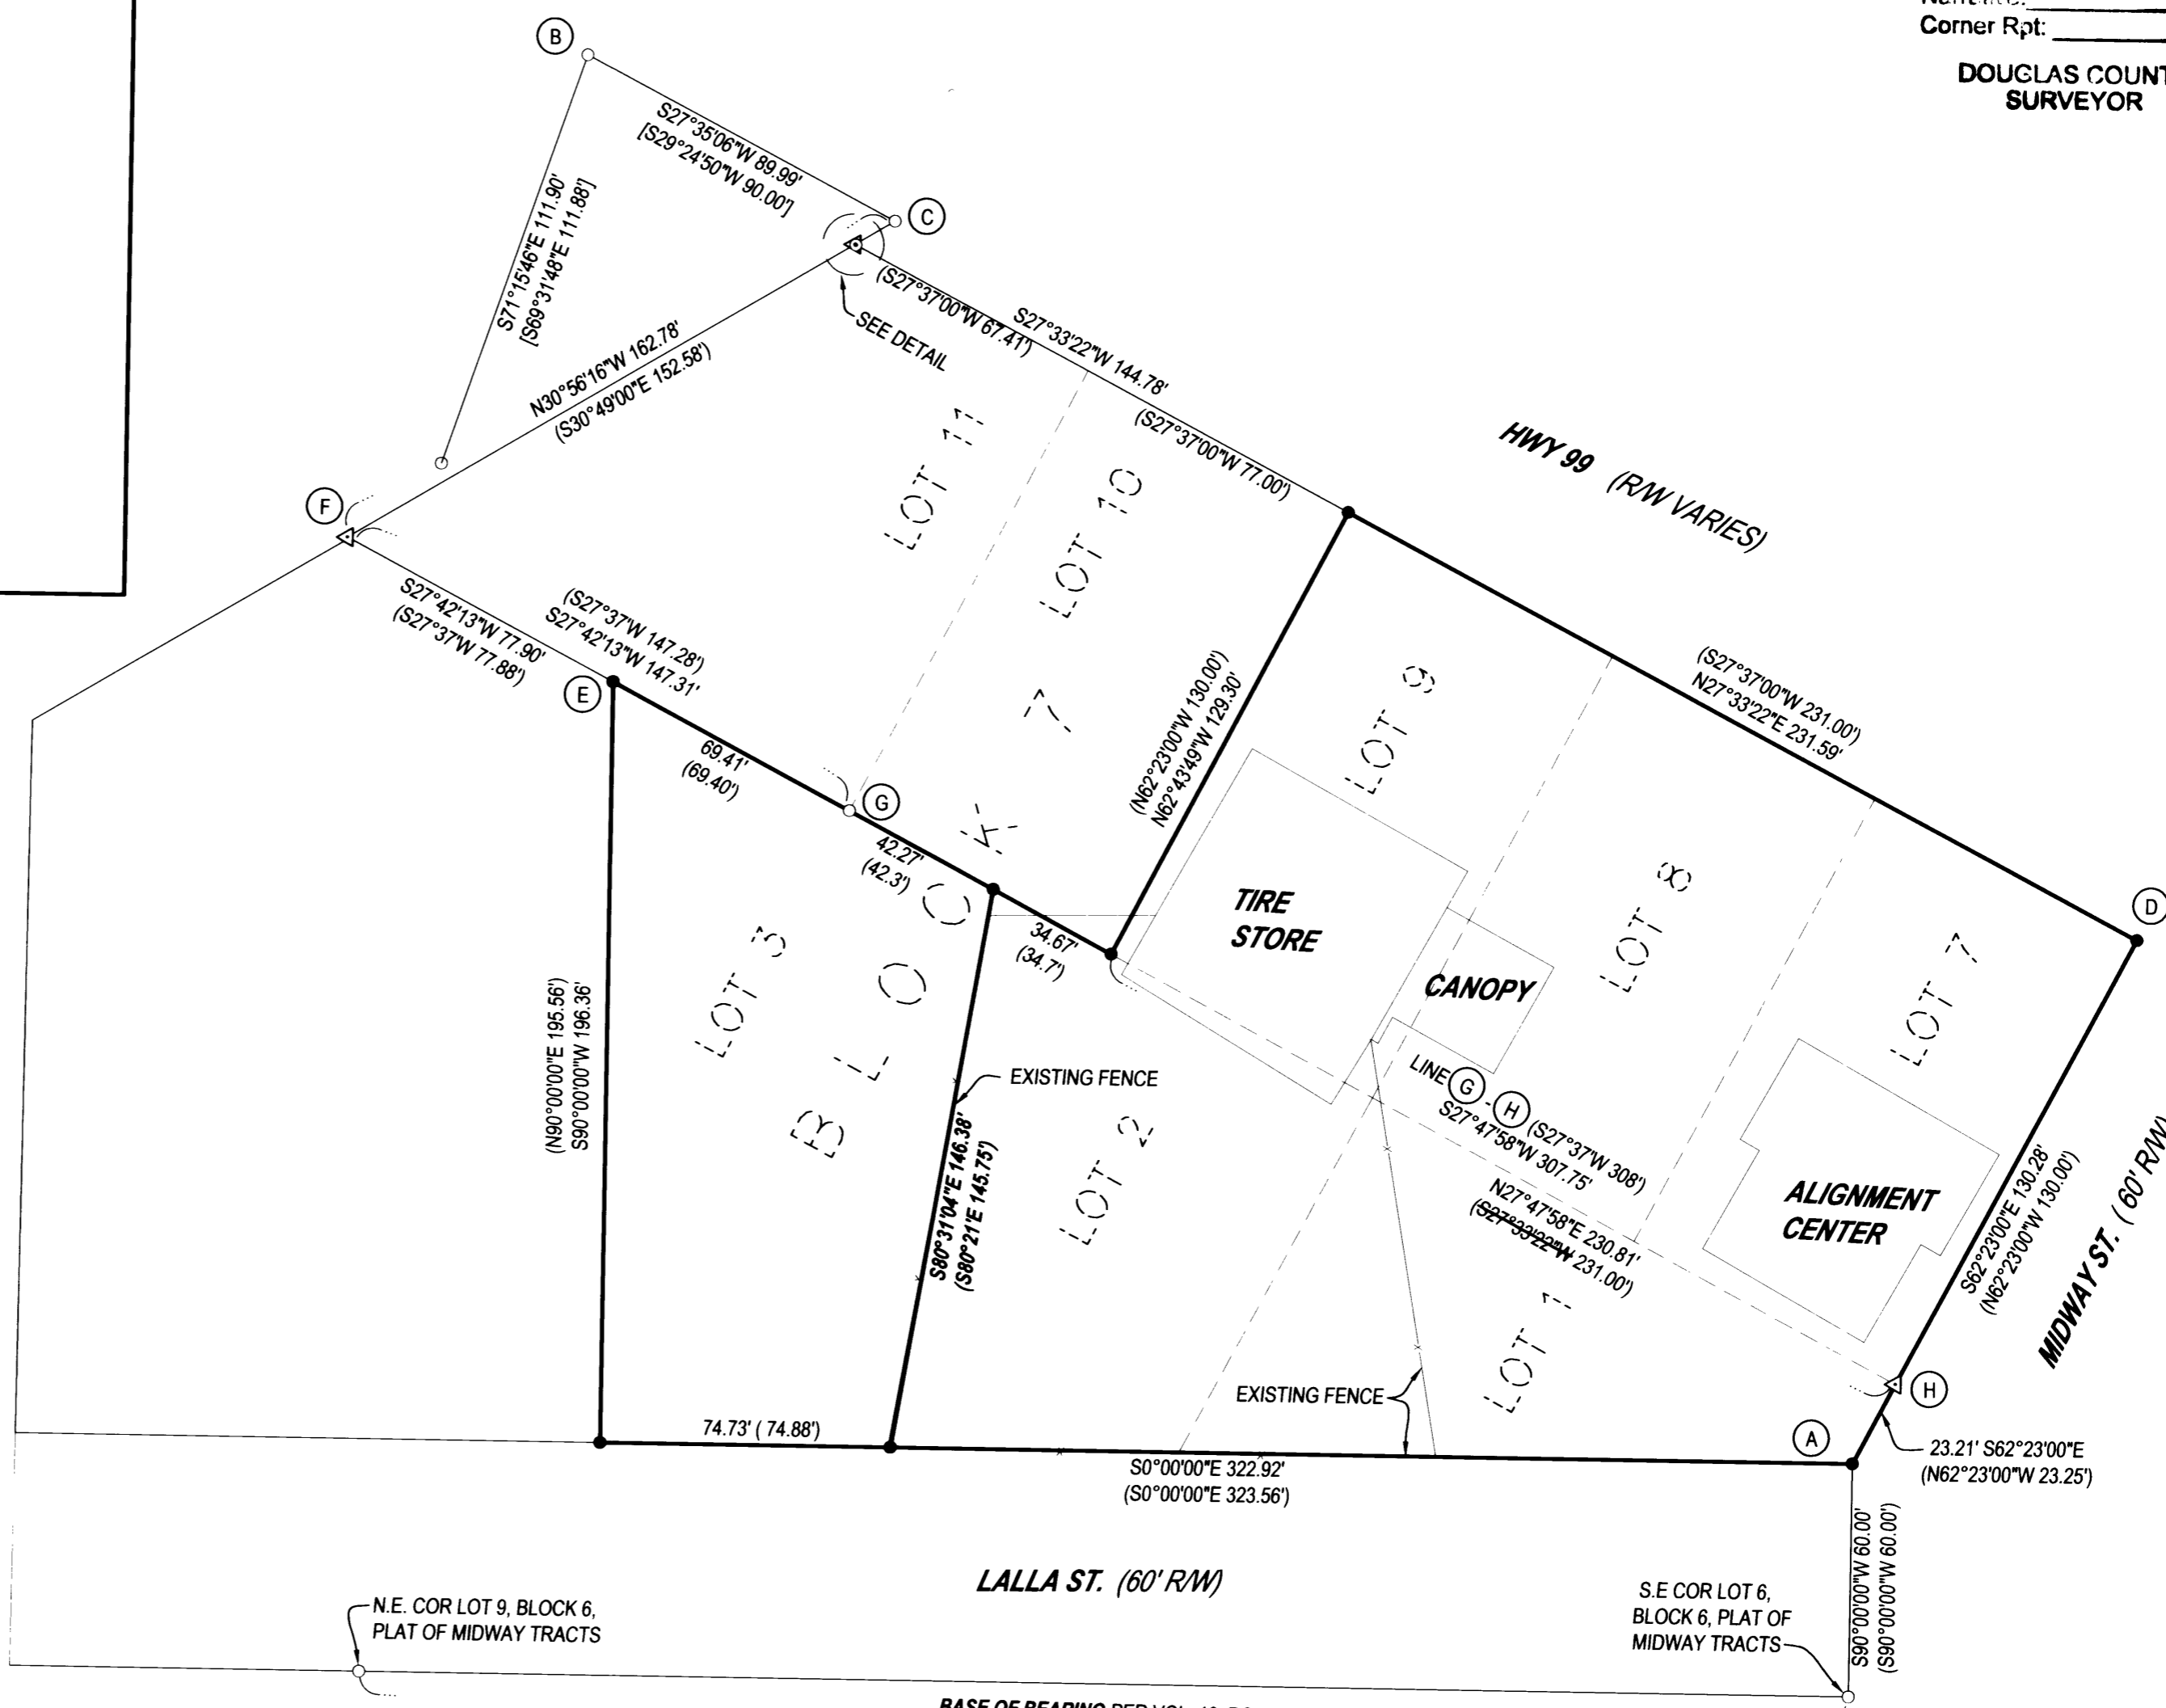 Corner Rpt:
DOUGLAS COUNT
SURVEYOR
B
S27°35'06"W 89.99'
[S29°24'50"W 90.00']
C
S71°15'46"E 111.90'
[S69°31'48"E 111.88']
(S27°37'00"W 67.41')
S27°33'22"W 144.78'
SEE DETAIL
N30°56'16"W 162.78'
(S30°49'00"E 152.58')
(S27°37'00"W 77.00')
HWY 99 (R/W VARIES)
LOT 11
LOT 10
F
S27°42'13"W 77.90'
(S27°37'W 77.88')
(S27°37'W 147.28')
S27°42'13"W 147.31'
E
(N62°23'00"W 130.00')
N62°43'49"W 129.30'
LOT 9
(S27°37'00"W 231.00')
N27°33'22"E 231.59'
69.41'
(69.40')
G
42.27'
(42.3')
BLOCK 7
34.67'
(34.7')
TIRE
STORE
CANOPY
LOT 8
LOT 7
D
LOT 3
(N90°00'00"E 195.56')
S90°00'00"W 196.36'
EXISTING FENCE
LOT 2
S80°31'04"E 146.38'
(S80°21'E 145.75')
LINE G - H (S27°37'W 308')
S27°47'58"W 307.75'
N27°47'58"E 230.81'
(S27°33'22"W 231.00')
ALIGNMENT
CENTER
S62°23'00"E 130.28'
(N62°23'00"W 130.00')
MIDWAY ST. (60' R/W)
LOT 1
EXISTING FENCE
H
A
23.21' S62°23'00"E
(N62°23'00"W 23.25')
74.73' ( 74.88')
S0°00'00"E 322.92'
(S0°00'00"E 323.56')
S90°00'00"W 60.00'
(S90°00'00"W 60.00')
LALLA ST. (60' R/W)
N.E. COR LOT 9, BLOCK 6,
PLAT OF MIDWAY TRACTS
S.E COR LOT 6,
BLOCK 6, PLAT OF
MIDWAY TRACTS
BASE OF BEARING PER VOL